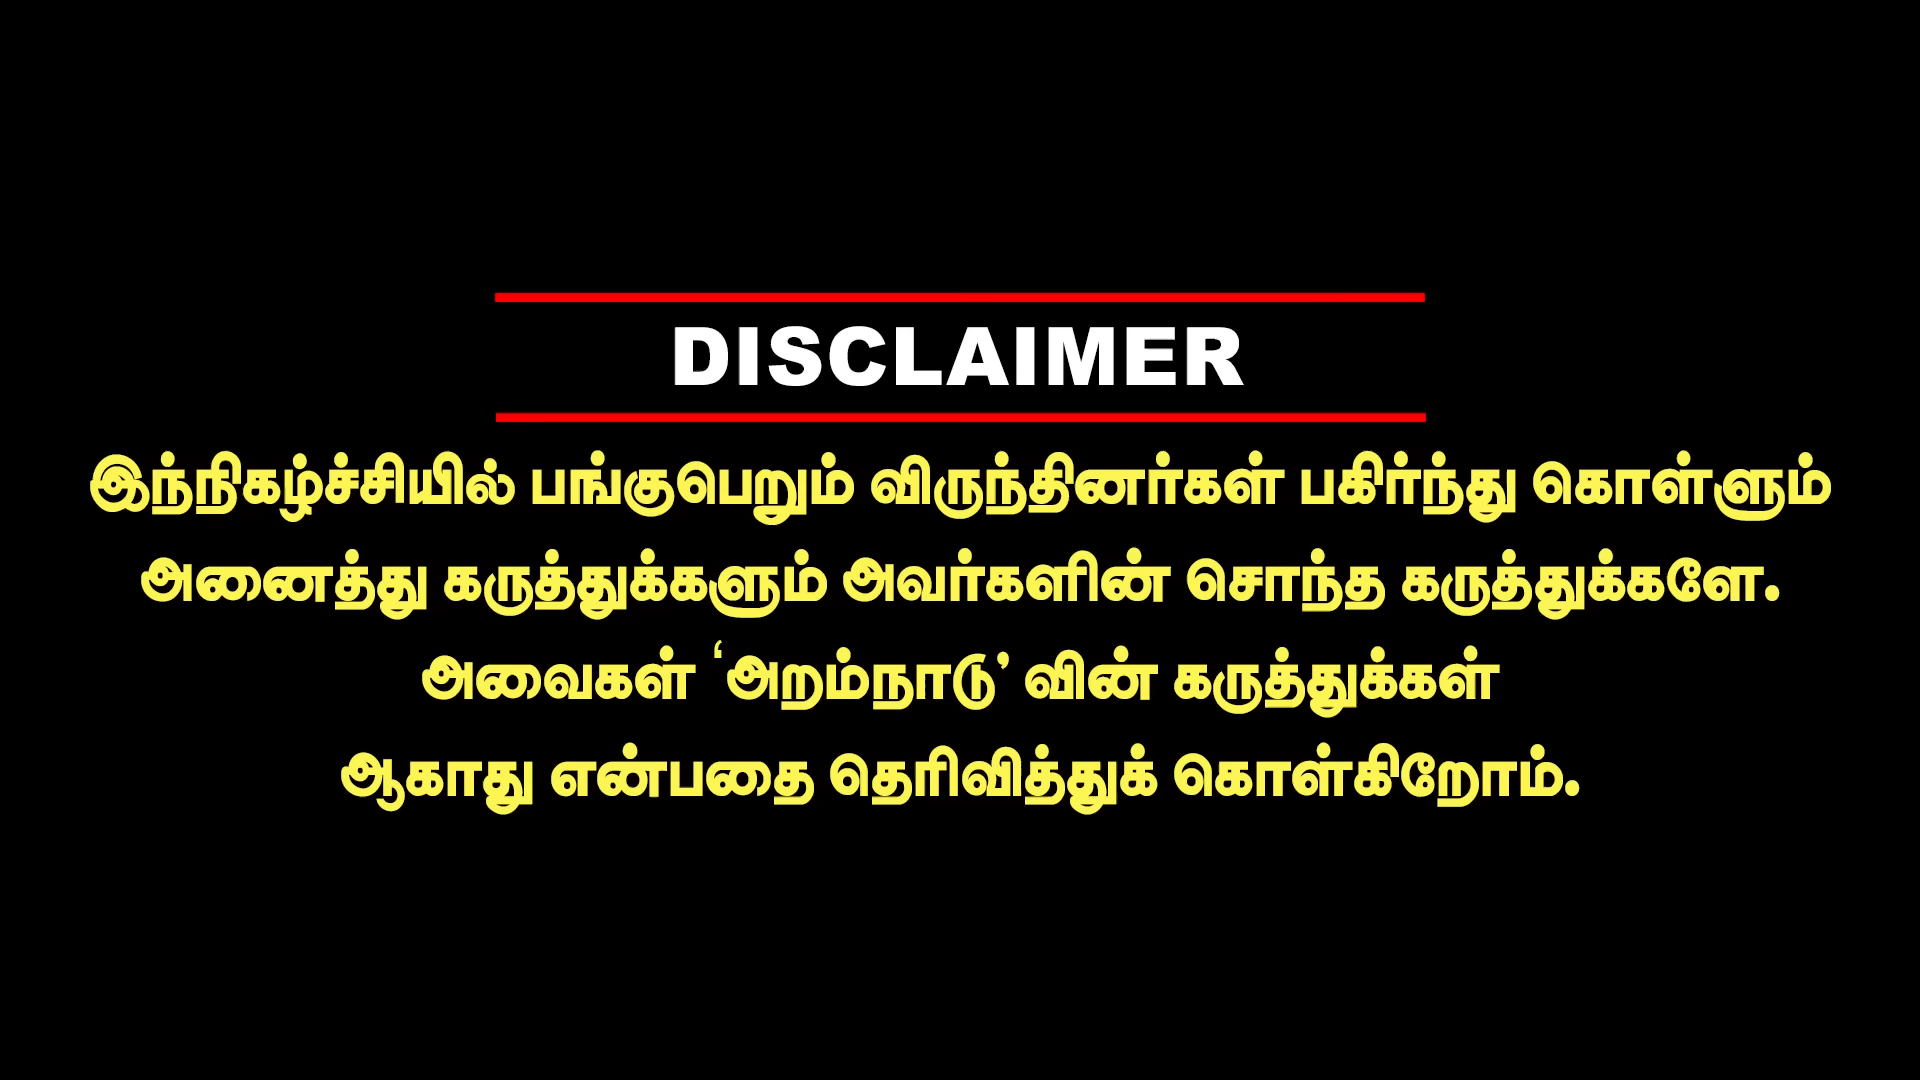 DISCLAIMER
இந்நிகழ்ச்சியில் பங்குபெறும் விருந்தினர்கள் பகிர்ந்து கொள்ளும்
அனைத்து கருத்துக்களும் அவர்களின் சொந்த கருத்துக்களே.
அவைகள் ‘அறம்நாடு’ வின் கருத்துக்கள்
ஆகாது என்பதை தெரிவித்துக் கொள்கிறோம்.